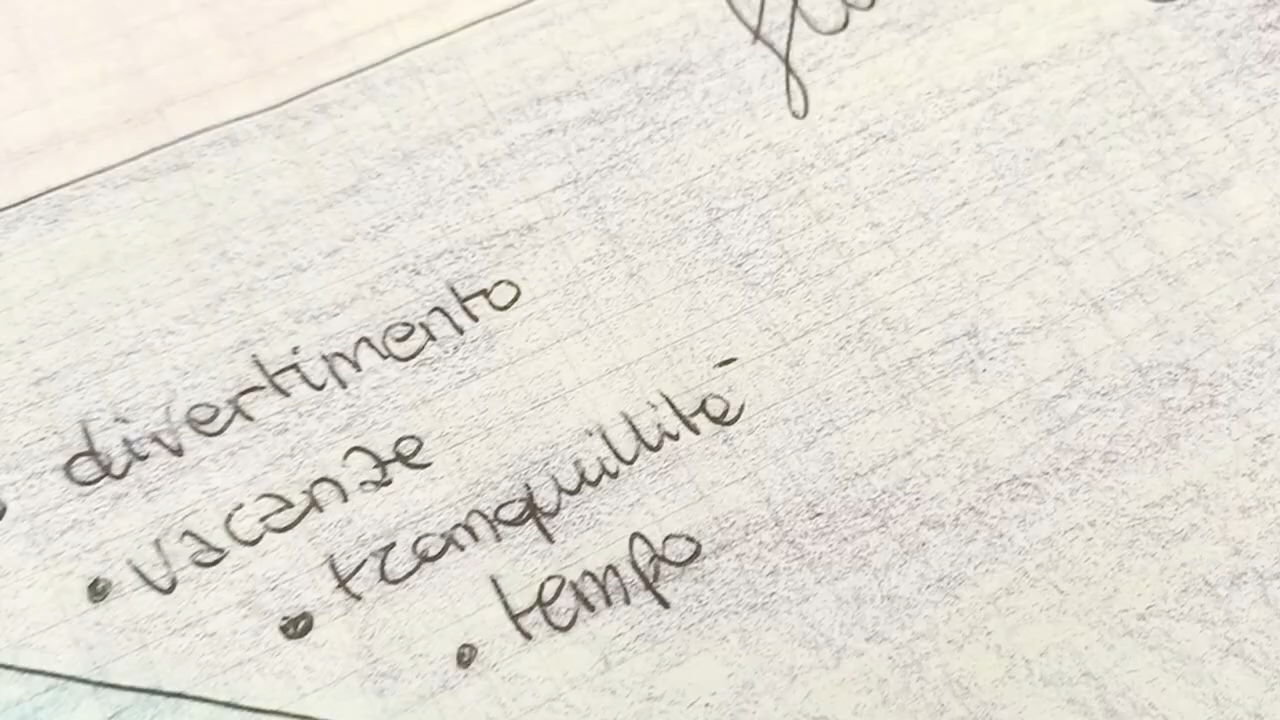 • divertimento
• vacanze
• tranquillità
• tempo